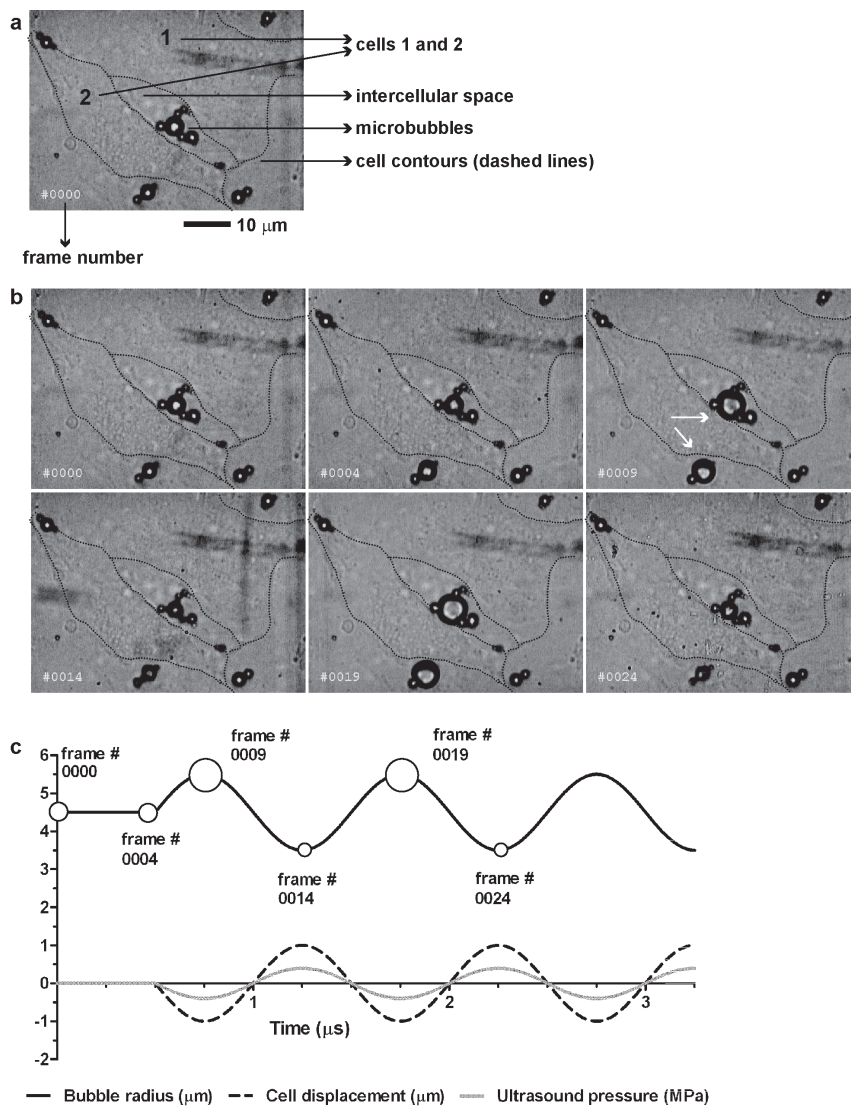 a
1
cells 1 and 2
2
intercellular space
microbubbles
cell contours (dashed lines)
#0000
10 μm
frame number
b
#0000
#0004
#0009
#0014
#0019
#0024
c
frame #
0000
frame #
0009
frame #
0019
frame #
0004
frame #
0014
frame #
0024
6
5
4
3
2
1
0
-1
-2
1
2
3
Time (μs)
Bubble radius (μm)
Cell displacement (μm)
Ultrasound pressure (MPa)